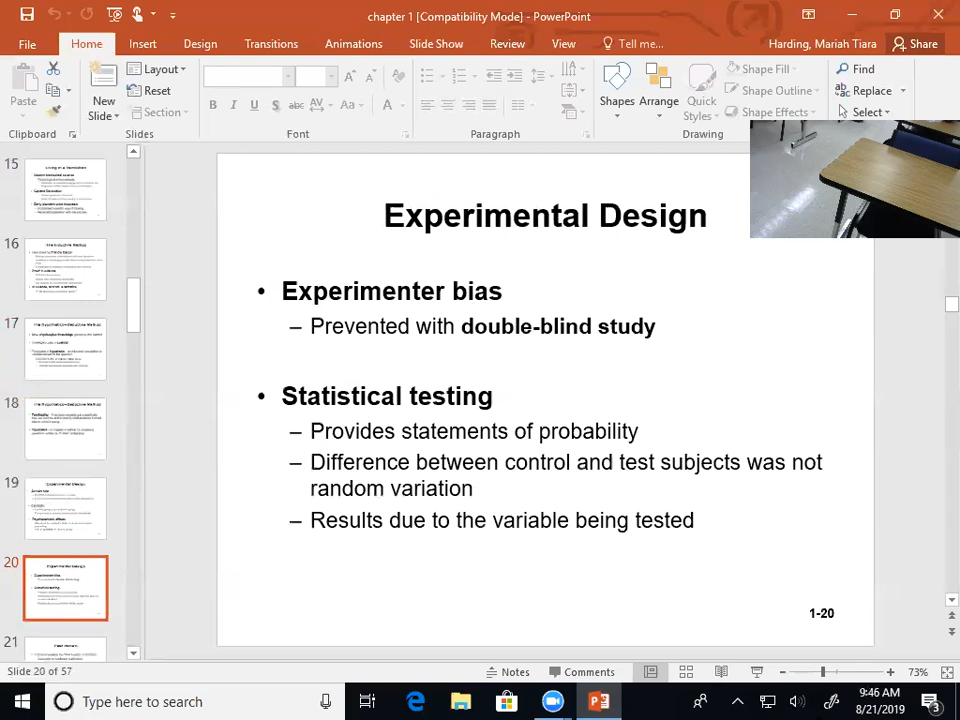 chapter 1 [Compatibility Mode] - PowerPoint
File
Home
Insert
Design
Transitions
Animations
Slide Show
Review
View
Tell me...
Harding, Mariah Tiara
Share
Paste
New
Slide
Layout
Reset
Section
B
I
U
S
abc
AV
Aa
A
Shapes
Arrange
Quick
Styles
Shape Fill
Shape Outline
Shape Effects
Find
Replace
Select
Clipboard
Slides
Font
Paragraph
Drawing
15
16
17
18
19
20
21
Experimental Design
• Experimenter bias
– Prevented with double-blind study
• Statistical testing
– Provides statements of probability
– Difference between control and test subjects was not
random variation
– Results due to the variable being tested
1-20
Slide 20 of 57
Notes
Comments
73%
Type here to search
9:46 AM
8/21/2019
3